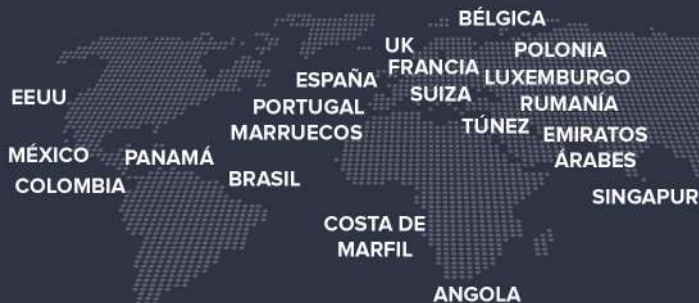 BÉLGICA
UK
POLONIA
FRANCIA
ESPAÑA
LUXEMBURGO
EEUU
SUIZA
PORTUGAL
RUMANÍA
MARRUECOS
TÚNEZ
EMIRATOS
ÁRABES
MÉXICO
PANAMÁ
COLOMBIA
BRASIL
SINGAPUR
COSTA DE
MARFIL
ANGOLA